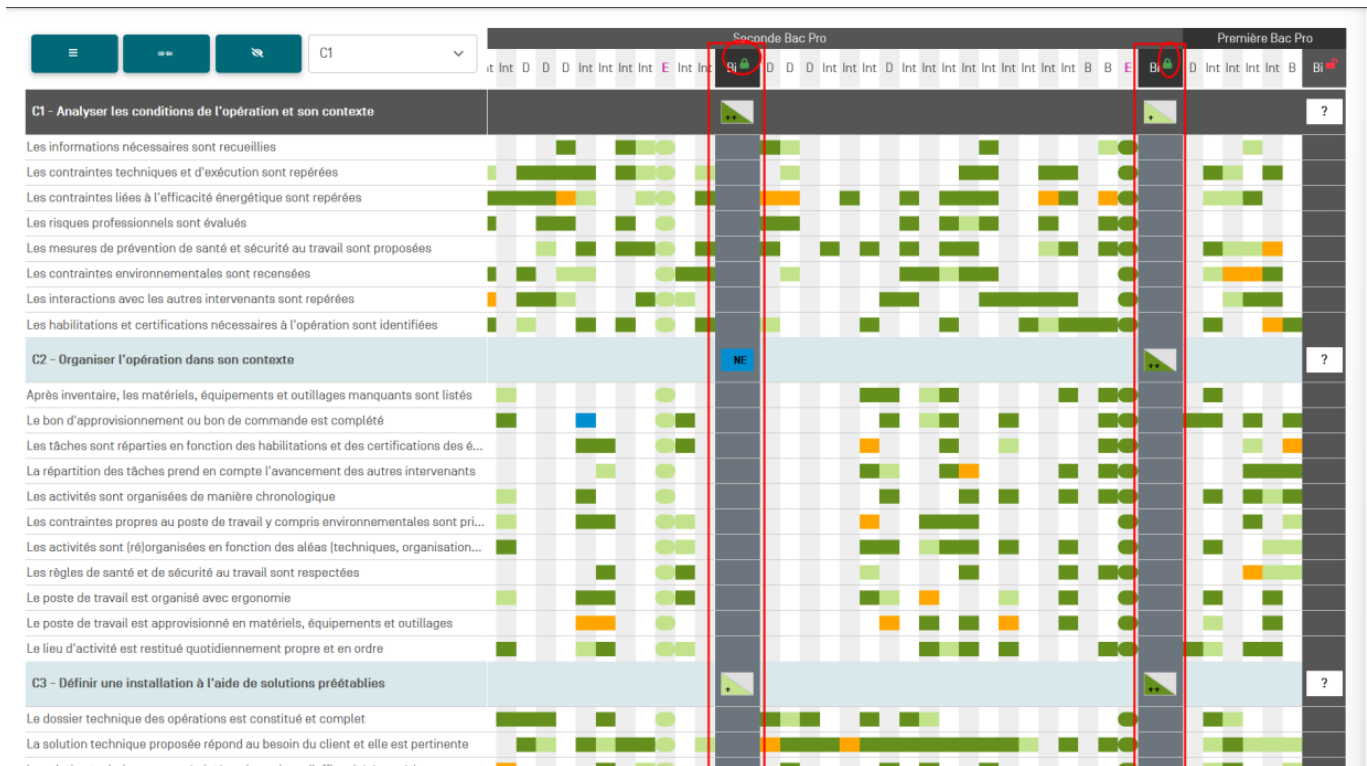 Seconde Bac Pro Première Bac Pro
C1
t Int D D D Int Int Int Int E Int Int Bi D D D Int Int Int D Int Int Int Int Int Int Int Int Int B B E Bi D Int Int Int Int B Bi
C1 - Analyser les conditions de l'opération et son contexte ++ + ?
Les informations nécessaires sont recueillies
Les contraintes techniques et d'exécution sont repérées
Les contraintes liées à l'efficacité énergétique sont repérées
Les risques professionnels sont évalués
Les mesures de prévention de santé et sécurité au travail sont proposées
Les contraintes environnementales sont recensées
Les interactions avec les autres intervenants sont repérées
Les habilitations et certifications nécessaires à l'opération sont identifiées
C2 - Organiser l'opération dans son contexte NE ++ ?
Après inventaire, les matériels, équipements et outillages manquants sont listés
Le bon d'approvisionnement ou bon de commande est complété
Les tâches sont réparties en fonction des habilitations et des certifications des é...
La répartition des tâches prend en compte l'avancement des autres intervenants
Les activités sont organisées de manière chronologique
Les contraintes propres au poste de travail y compris environnementales sont pri...
Les activités sont (ré)organisées en fonction des aléas (techniques, organisation...
Les règles de santé et de sécurité au travail sont respectées
Le poste de travail est organisé avec ergonomie
Le poste de travail est approvisionné en matériels, équipements et outillages
Le lieu d'activité est restitué quotidiennement propre et en ordre
C3 - Définir une installation à l'aide de solutions préétablies + ++ ?
Le dossier technique des opérations est constitué et complet
La solution technique proposée répond au besoin du client et elle est pertinente